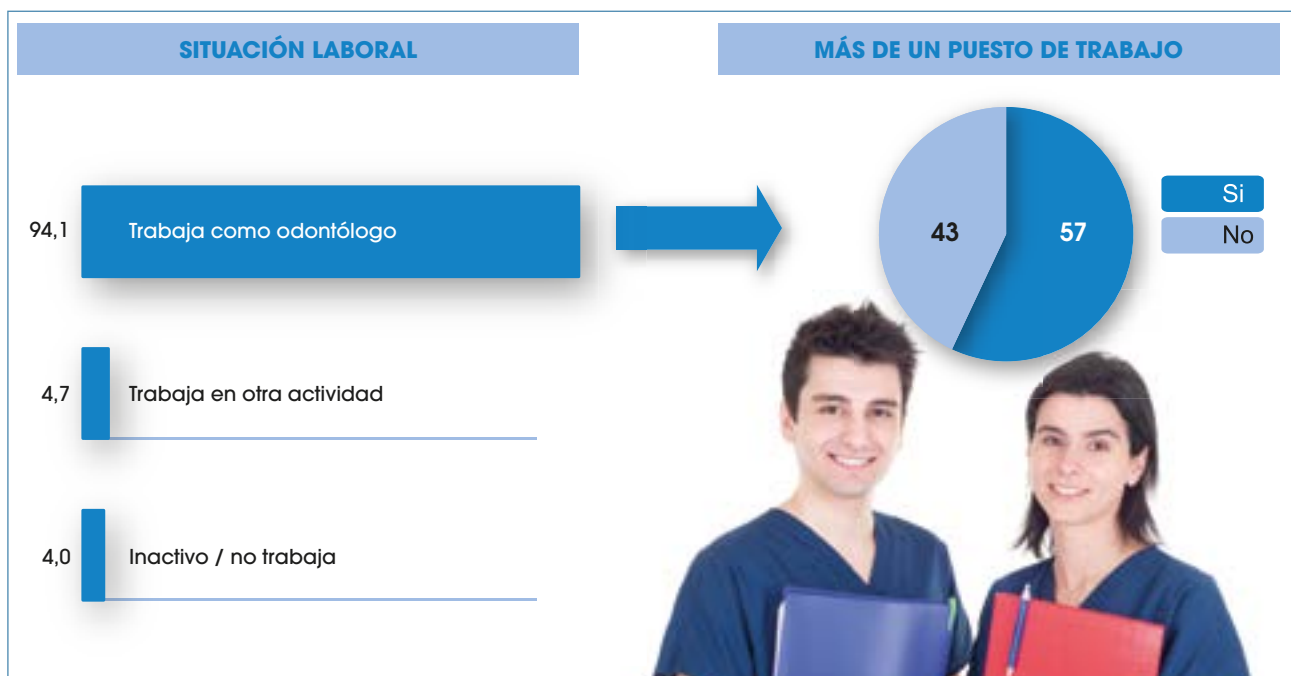 SITUACIÓN LABORAL
94,1 Trabaja como odontólogo
4,7 Trabaja en otra actividad
4,0 Inactivo / no trabaja
MÁS DE UN PUESTO DE TRABAJO
43 57
Si
No